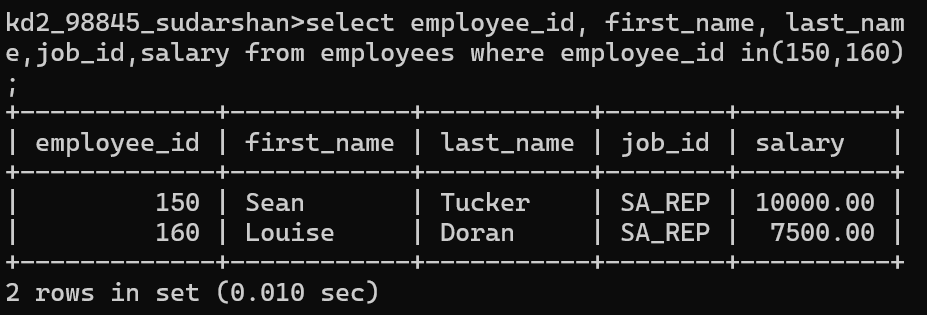 kd2_98845_sudarshan>select employee_id, first_name, last_nam
e,job_id,salary from employees where employee_id in(150,160)
;
+-------------+------------+-----------+--------+----------+
| employee_id | first_name | last_name | job_id | salary   |
+-------------+------------+-----------+--------+----------+
|         150 | Sean       | Tucker    | SA_REP | 10000.00 |
|         160 | Louise     | Doran     | SA_REP |  7500.00 |
+-------------+------------+-----------+--------+----------+
2 rows in set (0.010 sec)